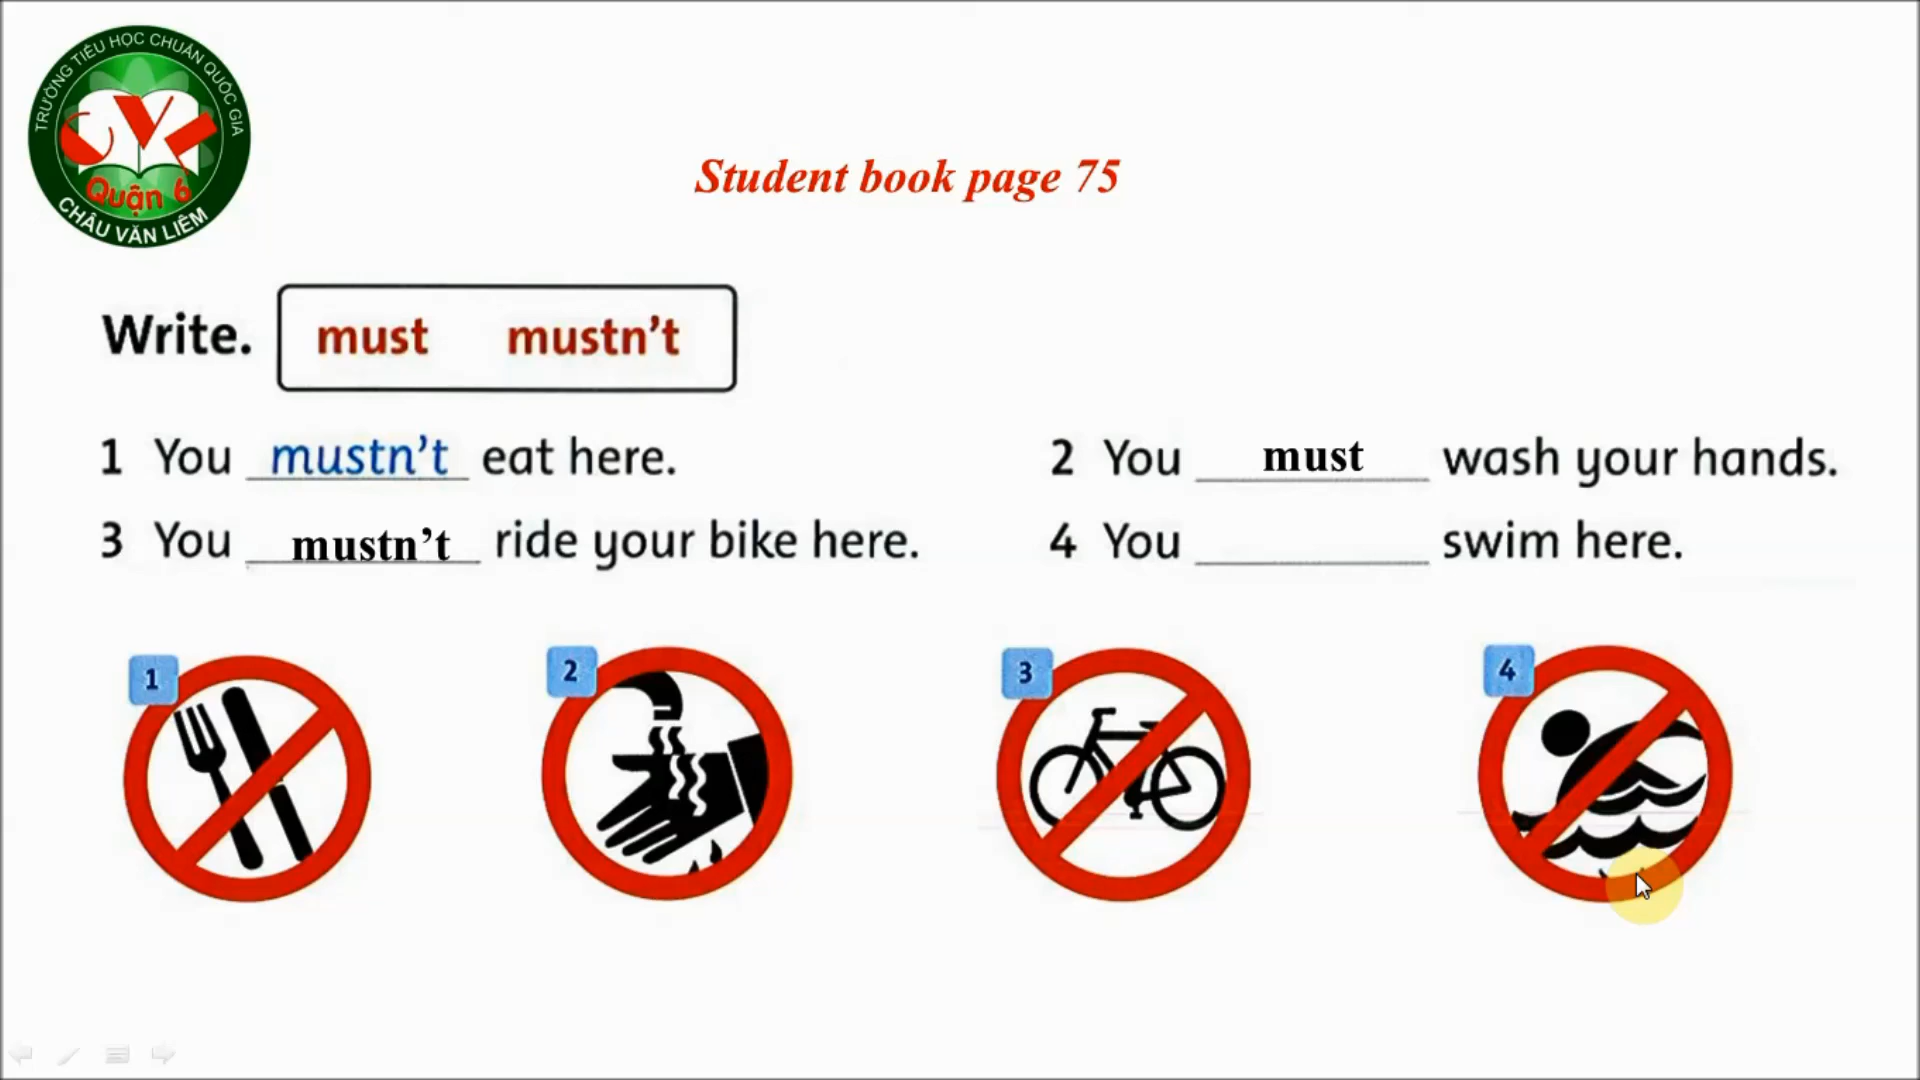 TRƯỜNG TIỂU HỌC CHUẨN QUỐC GIA
CVL
Quận 6
CHÂU VĂN LIÊM
Student book page 75
Write. must mustn't
1 You mustn't eat here.
2 You must wash your hands.
3 You mustn't ride your bike here.
4 You ________ swim here.
1
2
3
4